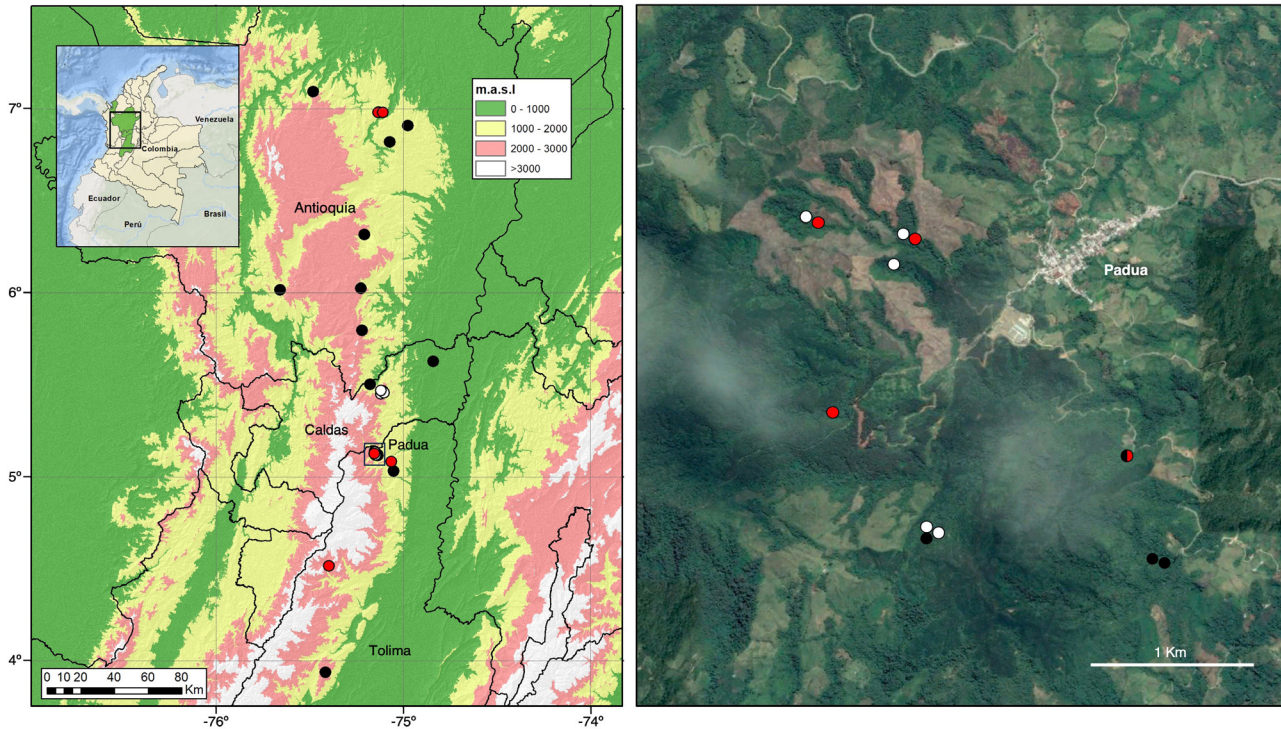 Venezuela
Colombia
Ecuador
Perú
Brasil
m.a.s.l
0 - 1000
1000 - 2000
2000 - 3000
>3000
7º
6º
5º
4º
Antioquia
Caldas
Padua
Tolima
0 10 20 40 60 80
Km
-76º -75º -74º
Padua
1 Km